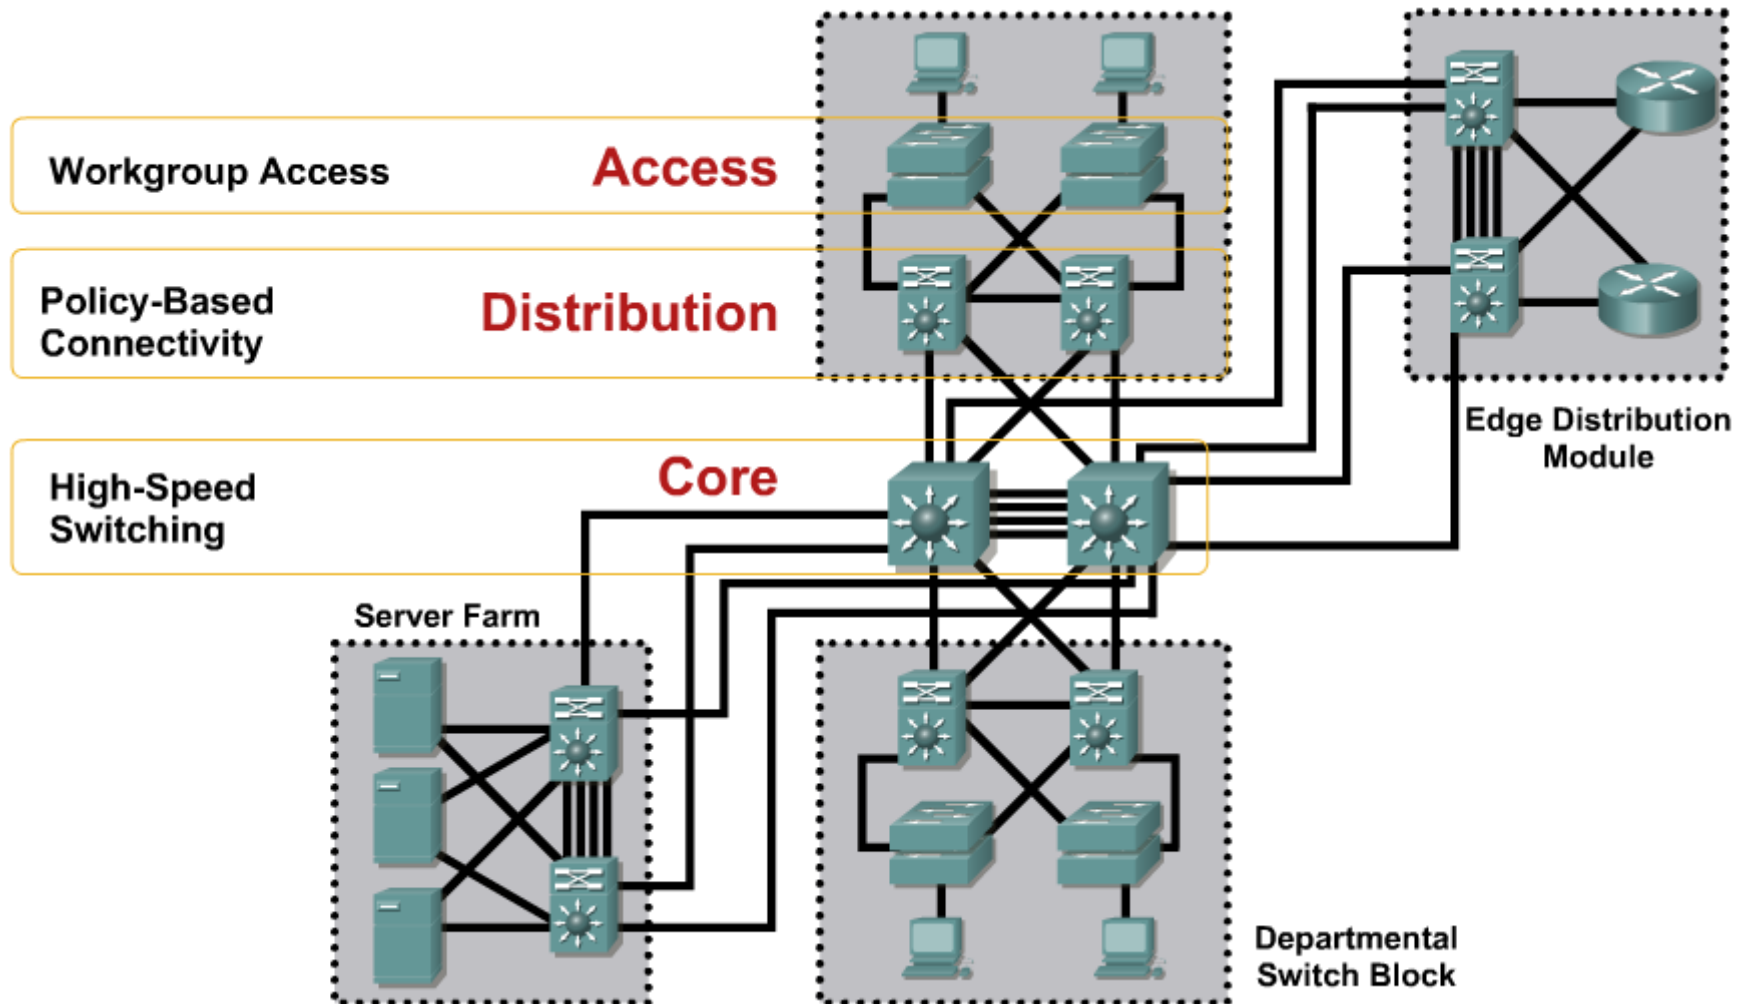 Workgroup Access
Access
Policy-Based
Connectivity
Distribution
Edge Distribution
Module
High-Speed
Switching
Core
Server Farm
Departmental
Switch Block